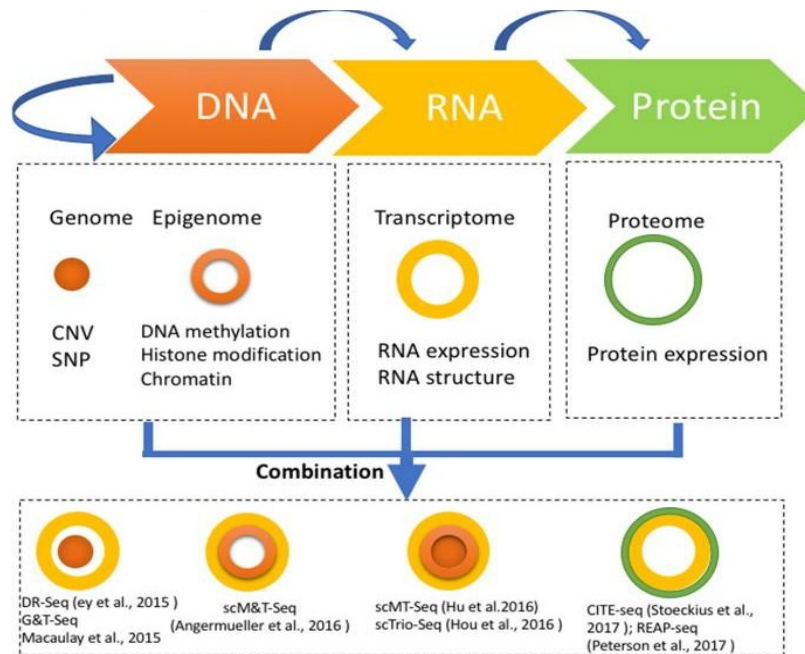 DNA
RNA
Protein
Genome
Epigenome
CNV
SNP
DNA methylation
Histone modification
Chromatin
Transcriptome
RNA expression
RNA structure
Proteome
Protein expression
Combination
DR-Seq (ey et al., 2015 )
G&T-Seq
Macaulay et al., 2015
scM&T-Seq
(Angermueller et al., 2016 )
scMT-Seq (Hu et al.2016)
scTrio-Seq (Hou et al., 2016 )
CITE-seq (Stoeckius et al.,
2017 ); REAP-seq
(Peterson et al., 2017 )